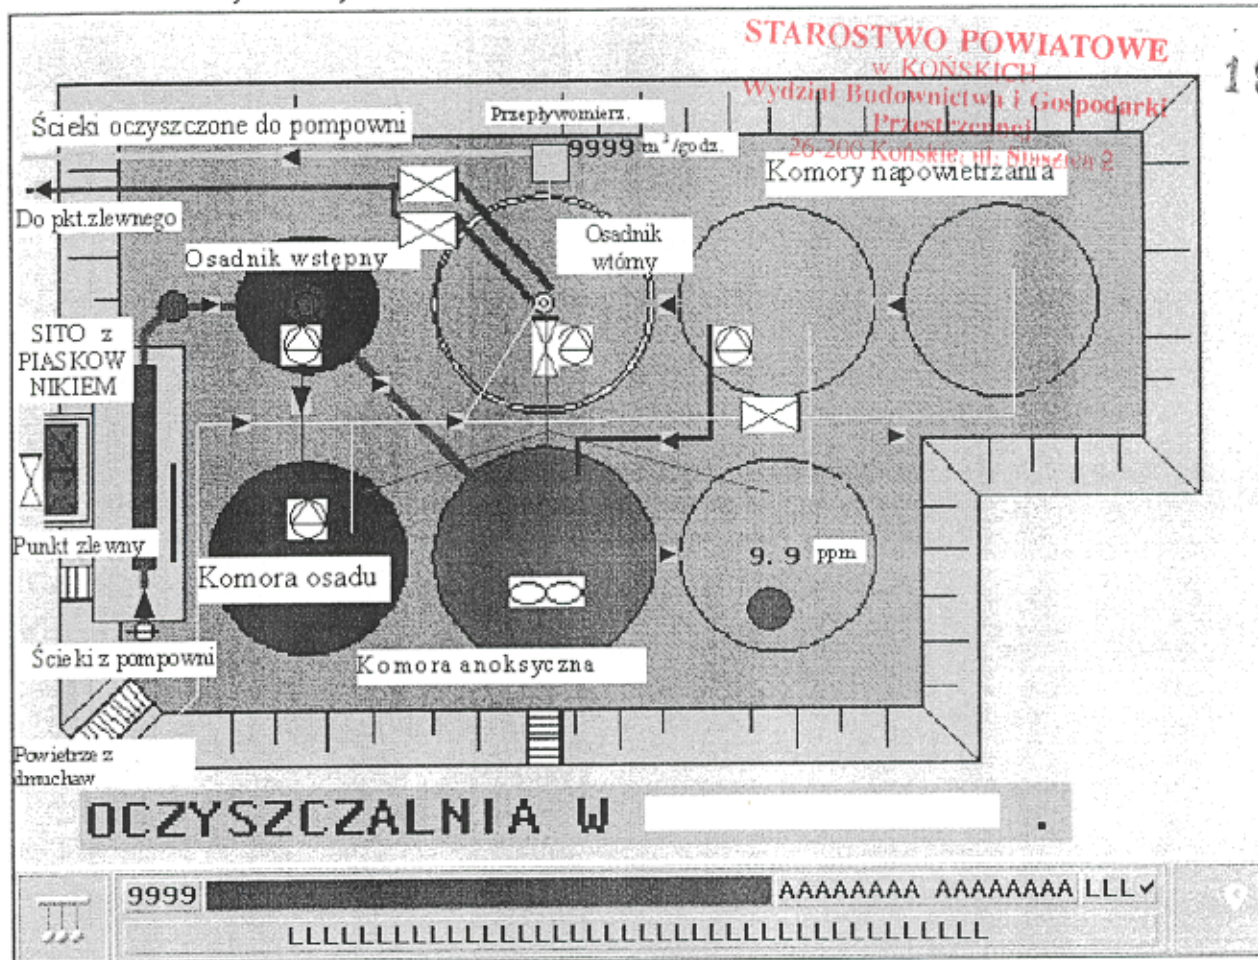 STAROSTWO POWIATOWE
w KOŃSKICH
Wydział Budownictwa i Gospodarki
Przestrzennej
26-200 Końskie, ul. Staszica 2
19
Przepływomierz.
Ścieki oczyszczone do pompowni
9999 m³/godz.
Komory napowietrzania
Do pkt.zlewnego
Osadnik
wtórny
Osadnik wstępny
SITO z
PIASKOW
NIKIEM
Punkt zlewny
9.9 ppm
Komora osadu
Ścieki z pompowni
Komora anoksyczna
Powietrze z
dmuchaw
OCZYSZCZALNIA W .
9999 AAAAAAAA AAAAAAAA LLL✓
LLLLLLLLLLLLLLLLLLLLLLLLLLLLLLLLLLLLLLLL